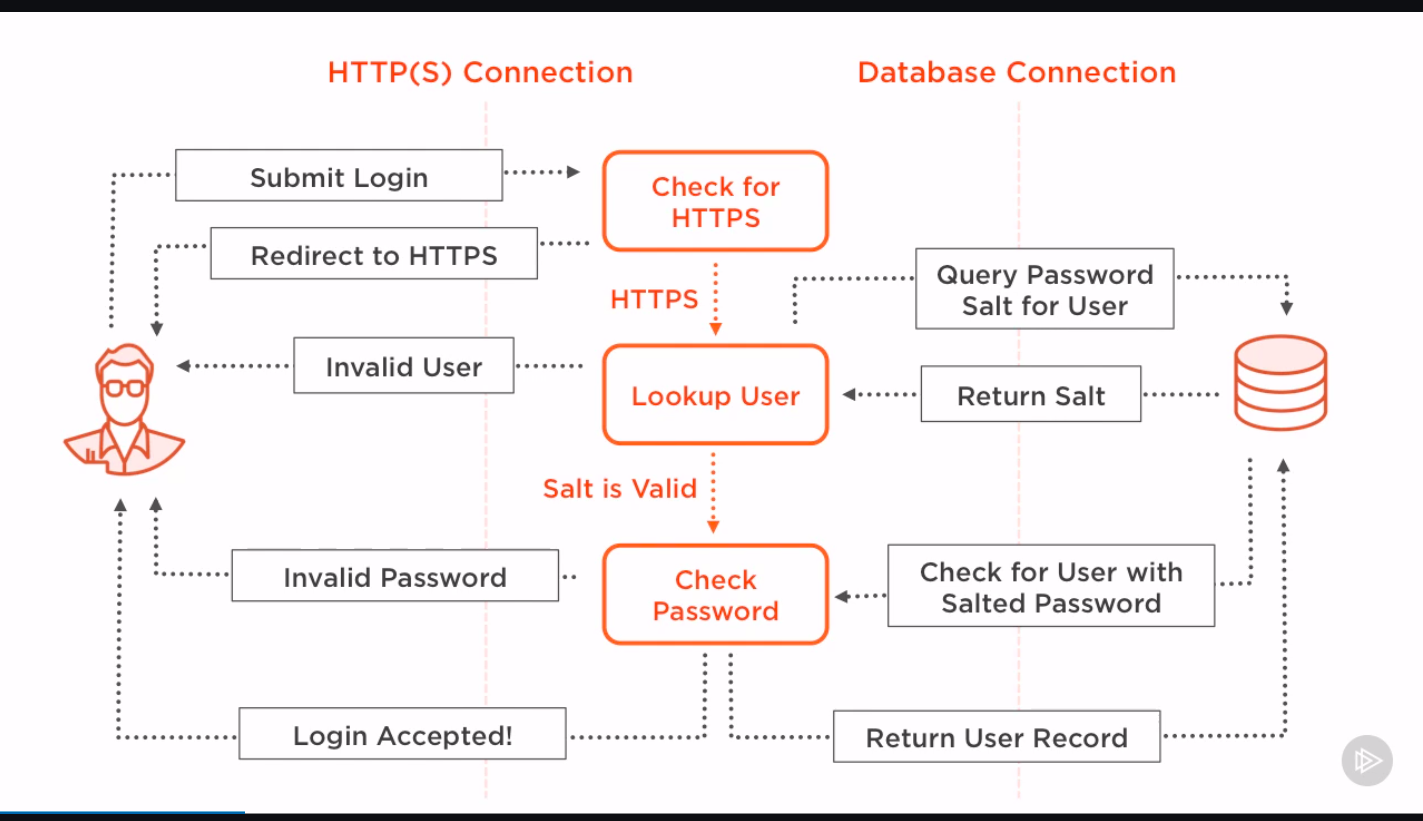 HTTP(S) Connection
Database Connection
Submit Login
Check for
HTTPS
Redirect to HTTPS
HTTPS
Query Password
Salt for User
Invalid User
Lookup User
Return Salt
Salt is Valid
Invalid Password
Check
Password
Check for User with
Salted Password
Login Accepted!
Return User Record